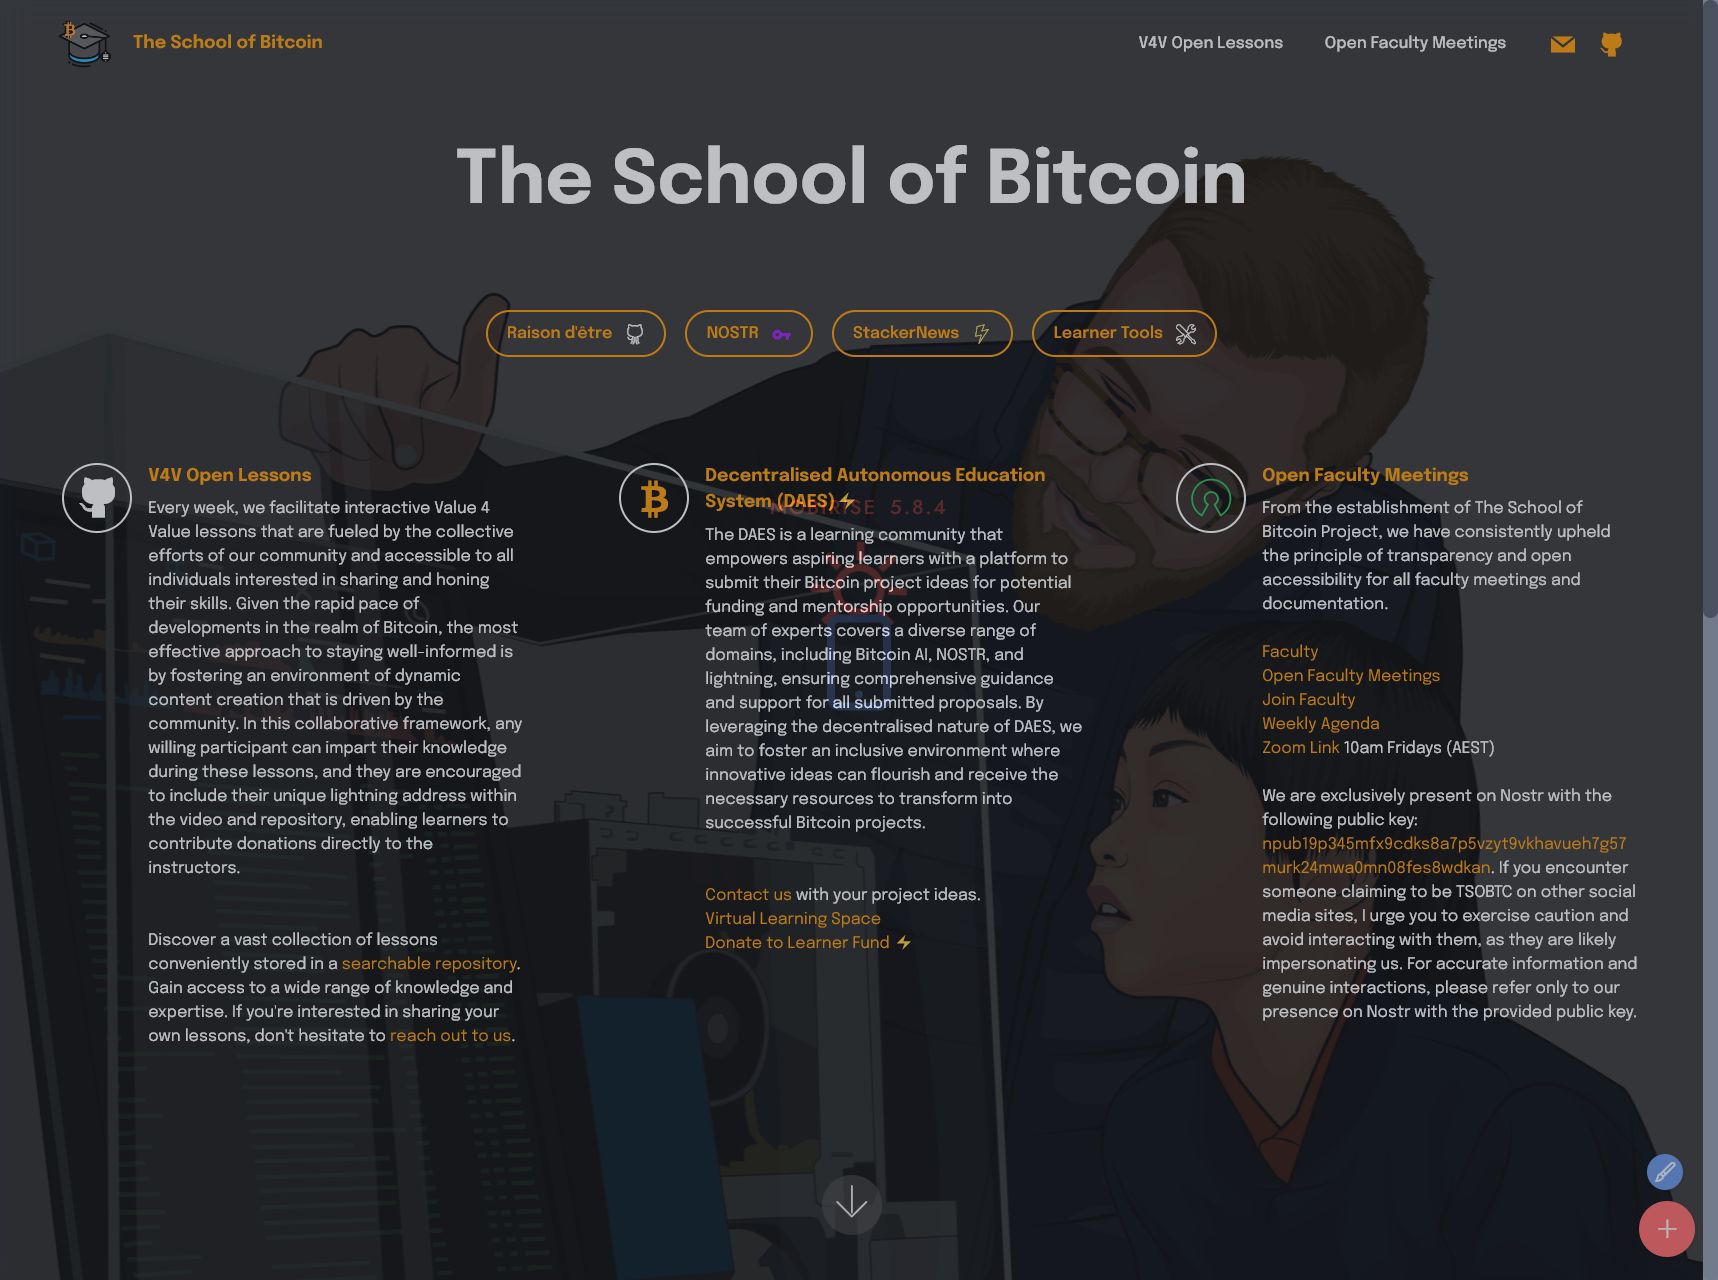 The School of Bitcoin
V4V Open Lessons
Open Faculty Meetings
The School of Bitcoin
Raison d'être
NOSTR
StackerNews
Learner Tools
V4V Open Lessons
Every week, we facilitate interactive Value 4
Value lessons that are fueled by the collective
efforts of our community and accessible to all
individuals interested in sharing and honing
their skills. Given the rapid pace of
developments in the realm of Bitcoin, the most
effective approach to staying well-informed is
by fostering an environment of dynamic
content creation that is driven by the
community. In this collaborative framework, any
willing participant can impart their knowledge
during these lessons, and they are encouraged
to include their unique lightning address within
the video and repository, enabling learners to
contribute donations directly to the
instructors.
Discover a vast collection of lessons
conveniently stored in a searchable repository.
Gain access to a wide range of knowledge and
expertise. If you're interested in sharing your
own lessons, don't hesitate to reach out to us.
Decentralised Autonomous Education
System (DAES)⚡
MOBIRISE 5.8.4
The DAES is a learning community that
empowers aspiring learners with a platform to
submit their Bitcoin project ideas for potential
funding and mentorship opportunities. Our
team of experts covers a diverse range of
domains, including Bitcoin AI, NOSTR, and
lightning, ensuring comprehensive guidance
and support for all submitted proposals. By
leveraging the decentralised nature of DAES, we
aim to foster an inclusive environment where
innovative ideas can flourish and receive the
necessary resources to transform into
successful Bitcoin projects.
Contact us with your project ideas.
Virtual Learning Space
Donate to Learner Fund ⚡
Open Faculty Meetings
From the establishment of The School of
Bitcoin Project, we have consistently upheld
the principle of transparency and open
accessibility for all faculty meetings and
documentation.
Faculty
Open Faculty Meetings
Join Faculty
Weekly Agenda
Zoom Link 10am Fridays (AEST)
We are exclusively present on Nostr with the
following public key:
npub19p345mfx9cdks8a7p5vzyt9vkhavueh7g57
murk24mwa0mn08fes8wdkan. If you encounter
someone claiming to be TSOBTC on other social
media sites, I urge you to exercise caution and
avoid interacting with them, as they are likely
impersonating us. For accurate information and
genuine interactions, please refer only to our
presence on Nostr with the provided public key.